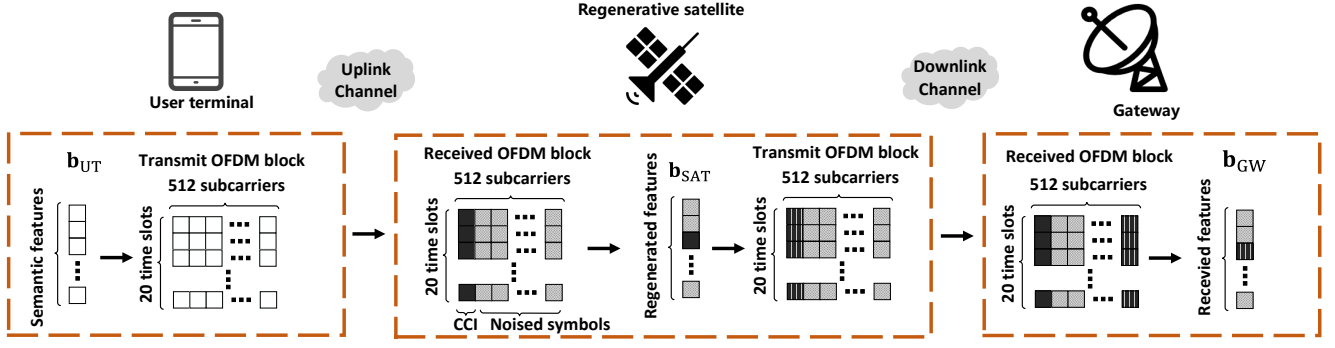 Regenerative satellite
Uplink
Channel
Downlink
Channel
User terminal
Gateway
b_UT
Transmit OFDM block
512 subcarriers
Semantic features
20 time slots
Received OFDM block
512 subcarriers
20 time slots
CCI
Noised symbols
b_SAT
Regenerated features
Transmit OFDM block
512 subcarriers
20 time slots
Received OFDM block
512 subcarriers
20 time slots
b_GW
Recevied features